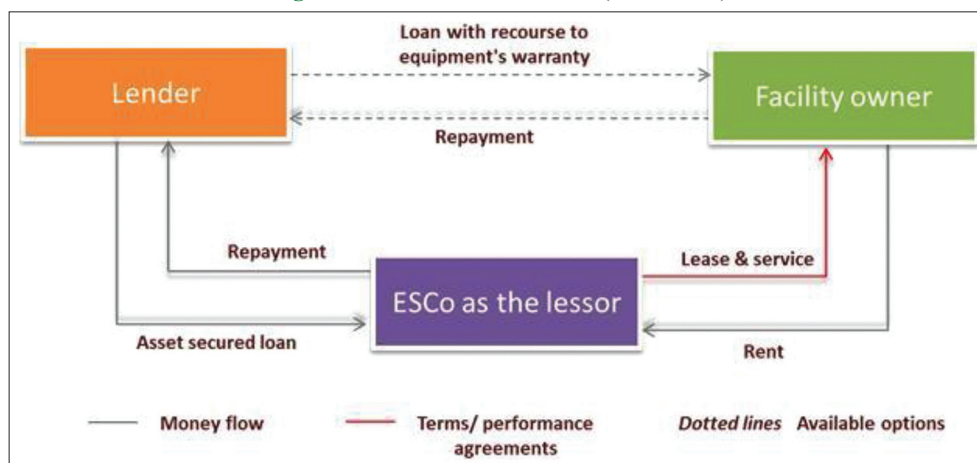 Loan with recourse to
equipment's warranty
Lender
Facility owner
Repayment
Repayment
Lease & service
ESCo as the lessor
Asset secured loan
Rent
Money flow
Terms/ performance
agreements
Dotted lines Available options